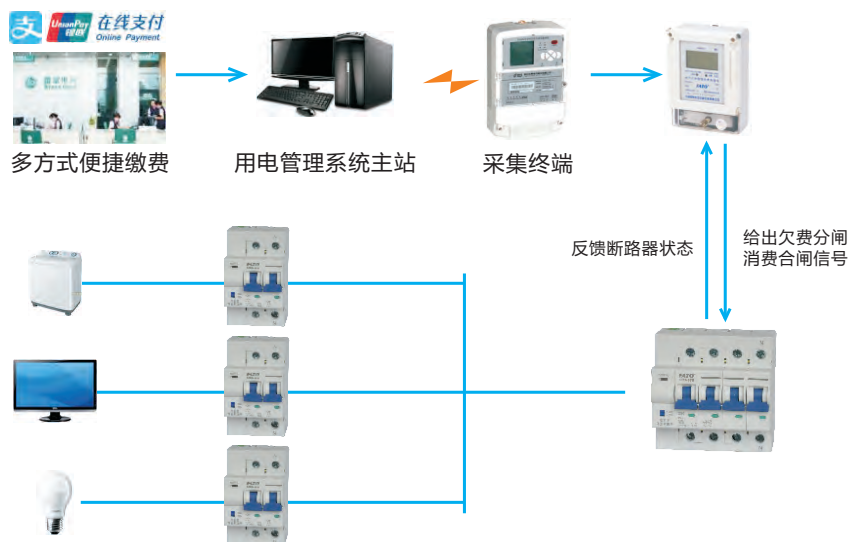 支 UnionPay 银联 在线支付
Online Payment
多方式便捷缴费
用电管理系统主站
采集终端
反馈断路器状态
给出欠费分闸
消费合闸信号